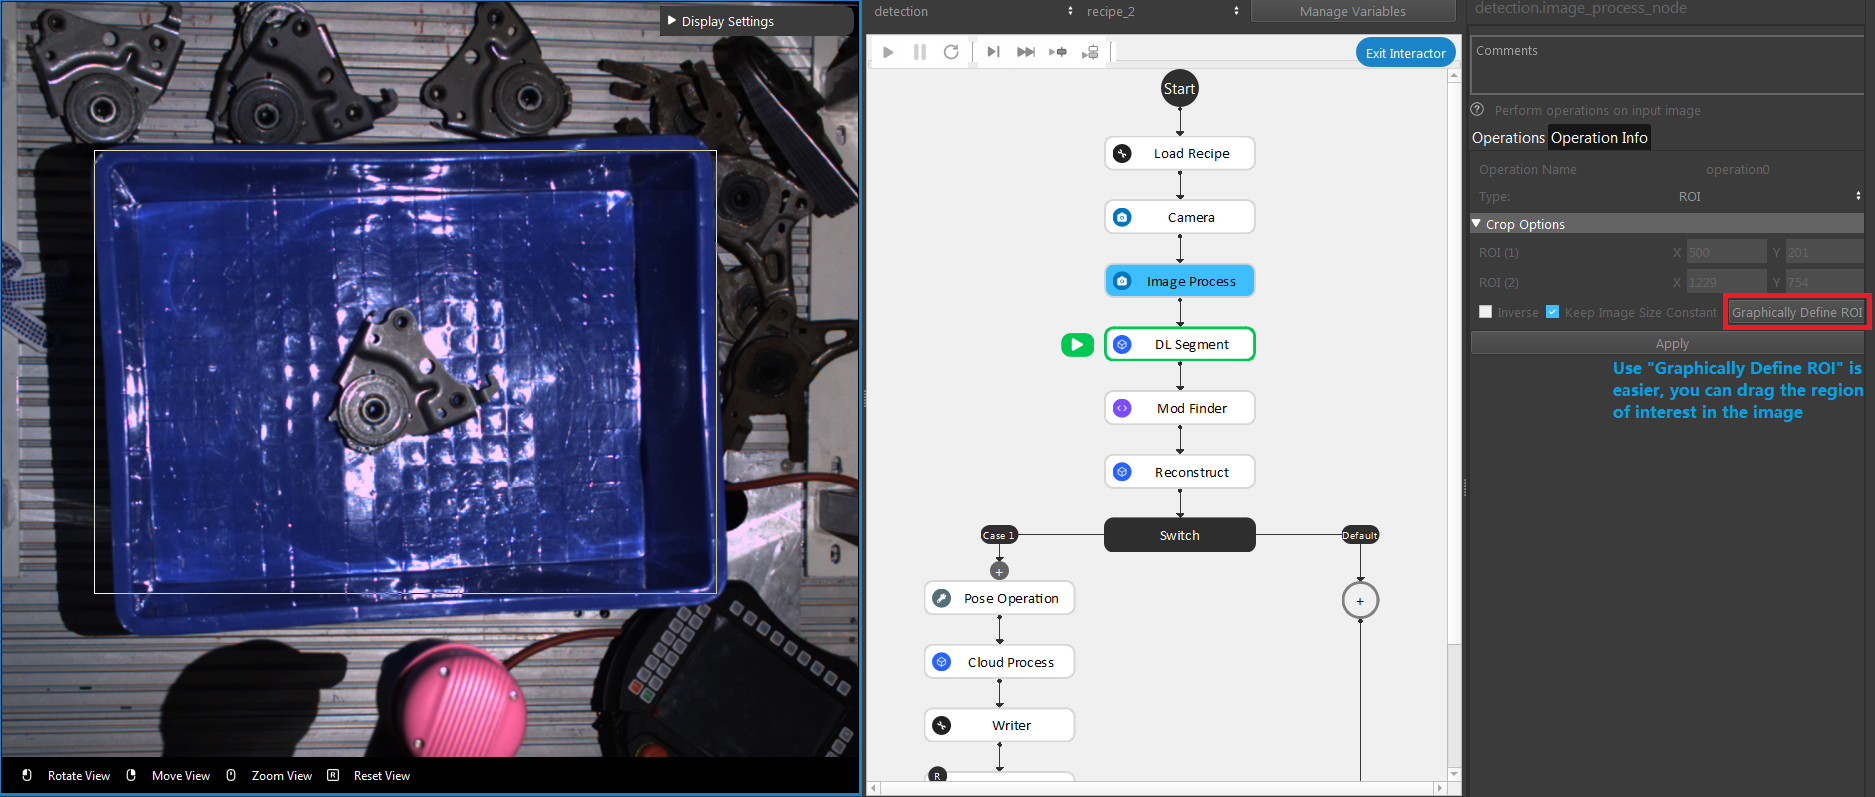 Display Settings
Rotate View
Move View
Zoom View
R
Reset View
detection
recipe_2
Manage Variables
Exit Interactor
Start
Load Recipe
Camera
Image Process
DL Segment
Mod Finder
Reconstruct
Switch
Case 1
Default
+
+
Pose Operation
Cloud Process
Writer
R
detection.image_process_node
Comments
? Perform operations on input image
Operations Operation Info
Operation Name operation0
Type: ROI
Crop Options
ROI (1) X 500 Y 201
ROI (2) X 1229 Y 754
Inverse Keep Image Size Constant Graphically Define ROI
Apply
Use "Graphically Define ROI" is
easier, you can drag the region
of interest in the image